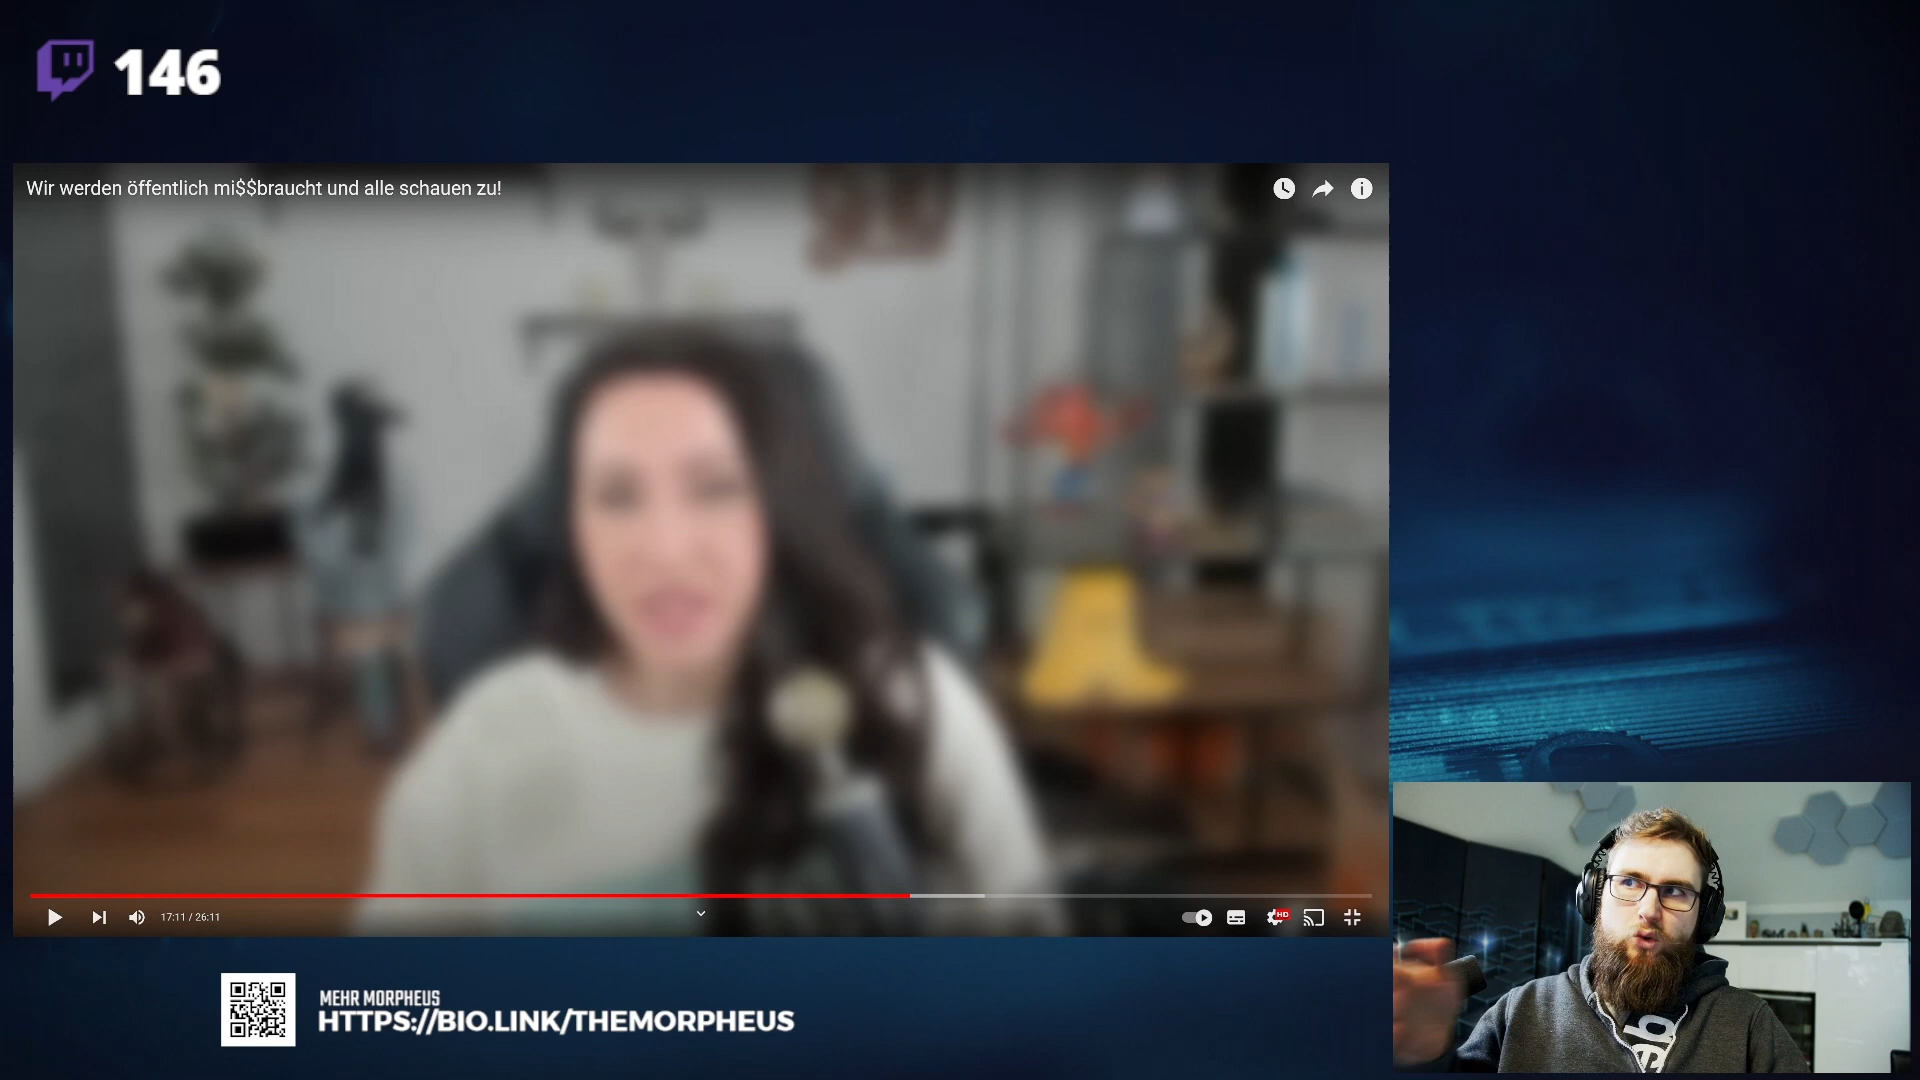 146
Wir werden öffentlich mi$$braucht und alle schauen zu!
17:11 / 26:11
HD
MEHR MORPHEUS
HTTPS://BIO.LINK/THEMORPHEUS